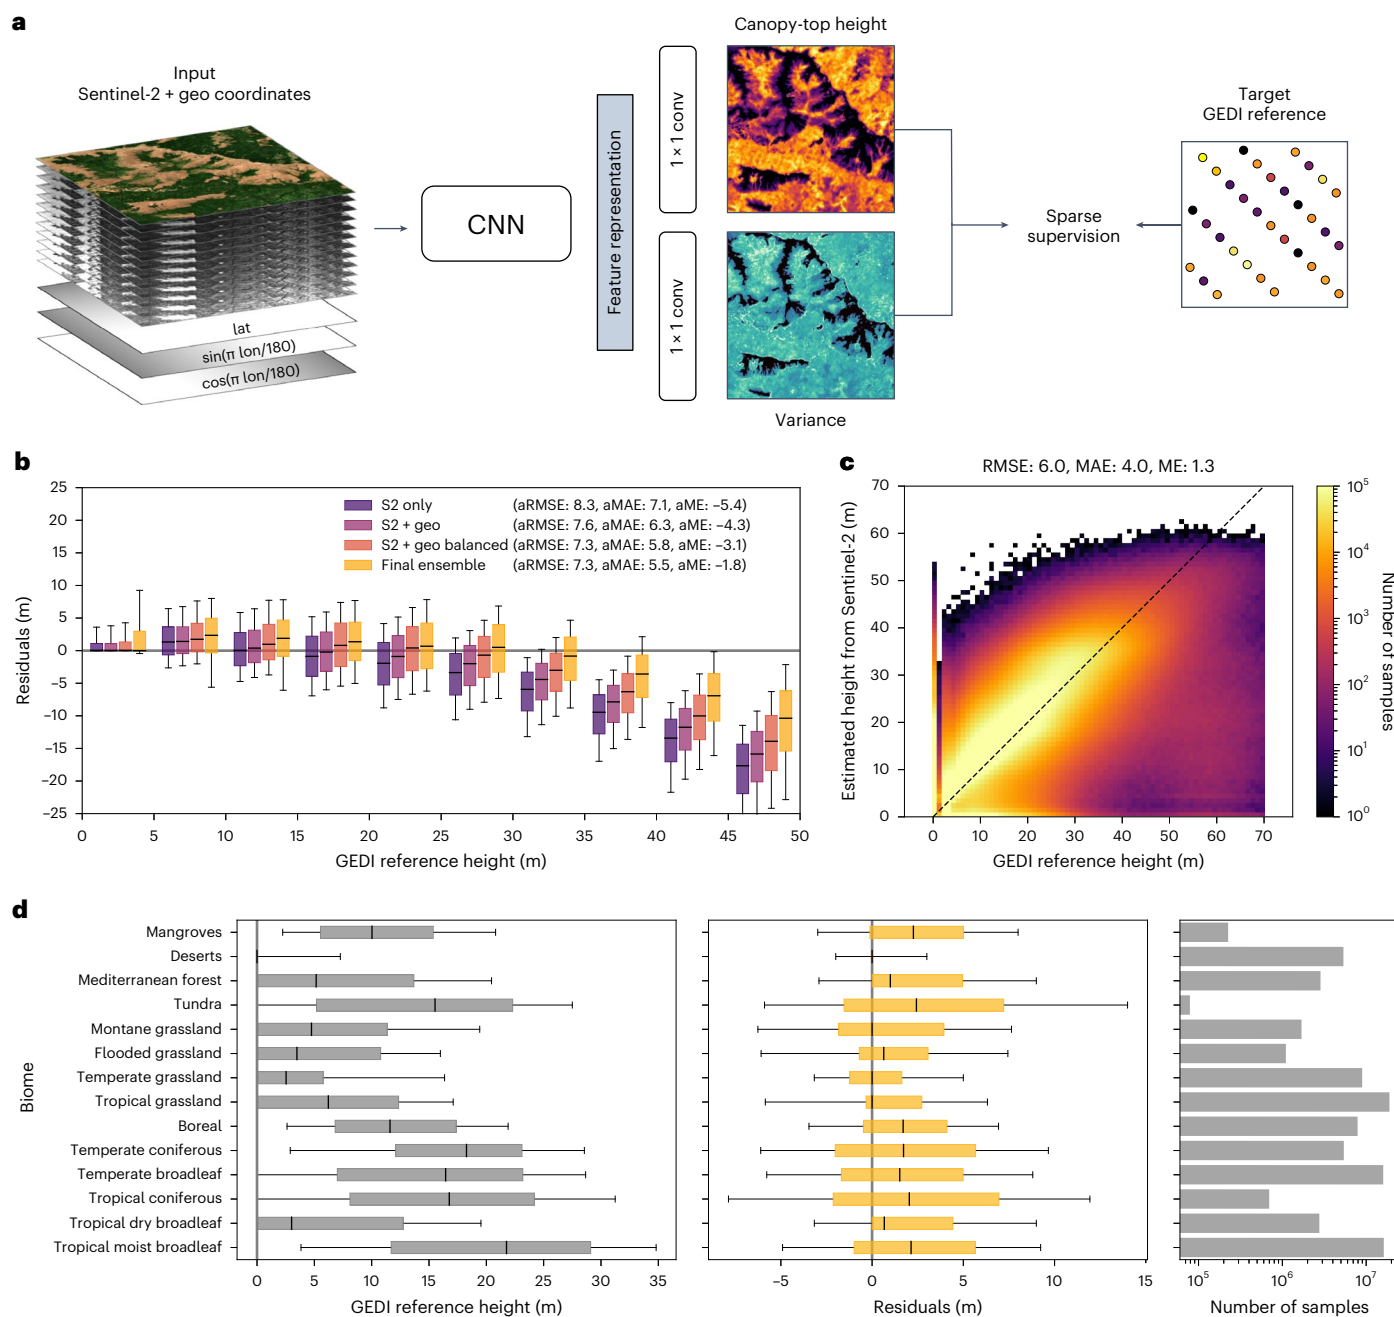 a
Input
Sentinel-2 + geo coordinates
lat
sin(π lon/180)
cos(π lon/180)
CNN
Feature representation
1 × 1 conv
1 × 1 conv
Canopy-top height
Variance
Sparse
supervision
Target
GEDI reference
b
25
20
15
10
5
0
–5
–10
–15
–20
–25
Residuals (m)
S2 only (aRMSE: 8.3, aMAE: 7.1, aME: –5.4)
S2 + geo (aRMSE: 7.6, aMAE: 6.3, aME: –4.3)
S2 + geo balanced (aRMSE: 7.3, aMAE: 5.8, aME: –3.1)
Final ensemble (aRMSE: 7.3, aMAE: 5.5, aME: –1.8)
0 5 10 15 20 25 30 35 40 45 50
GEDI reference height (m)
c
RMSE: 6.0, MAE: 4.0, ME: 1.3
70
60
50
40
30
20
10
0
Estimated height from Sentinel-2 (m)
0 10 20 30 40 50 60 70
GEDI reference height (m)
10⁵
10⁴
10³
10²
10¹
10⁰
Number of samples
d
Biome
Mangroves
Deserts
Mediterranean forest
Tundra
Montane grassland
Flooded grassland
Temperate grassland
Tropical grassland
Boreal
Temperate coniferous
Temperate broadleaf
Tropical coniferous
Tropical dry broadleaf
Tropical moist broadleaf
0 5 10 15 20 25 30 35
GEDI reference height (m)
–5 0 5 10 15
Residuals (m)
10⁵ 10⁶ 10⁷
Number of samples